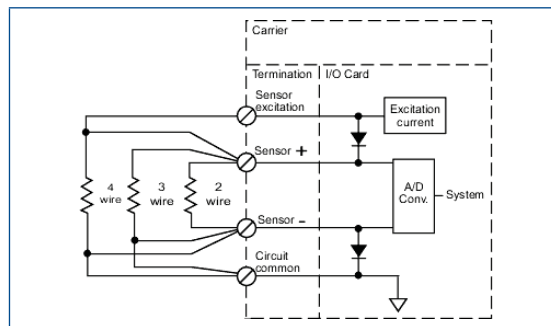 Carrier
Termination
I/O Card
Sensor
excitation
Excitation
current
Sensor +
4
wire
3
wire
2
wire
A/D
Conv.
System
Sensor -
Circuit
common